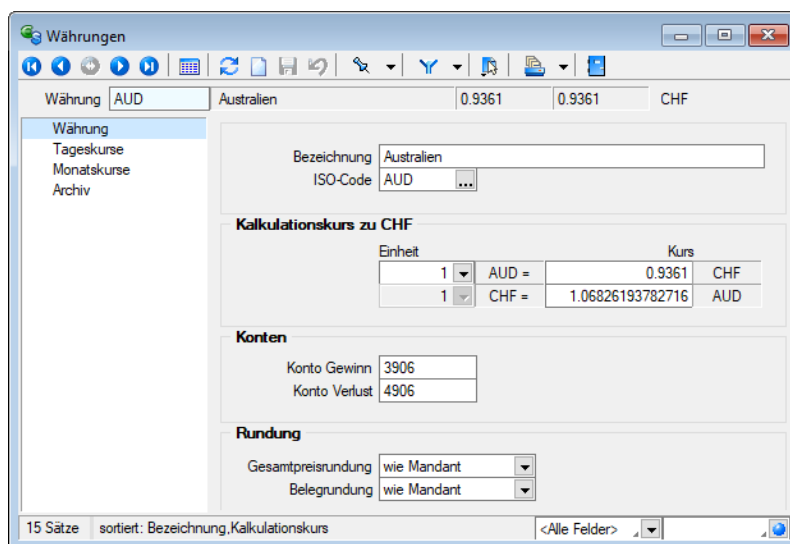 Währungen
Währung AUD Australien 0.9361 0.9361 CHF
Währung
Tageskurse
Monatskurse
Archiv
Bezeichnung Australien
ISO-Code AUD ...
Kalkulationskurs zu CHF
Einheit Kurs
1 AUD = 0.9361 CHF
1 CHF = 1.06826193782716 AUD
Konten
Konto Gewinn 3906
Konto Verlust 4906
Rundung
Gesamtpreisrundung wie Mandant
Belegrundung wie Mandant
15 Sätze sortiert: Bezeichnung,Kalkulationskurs <Alle Felder>